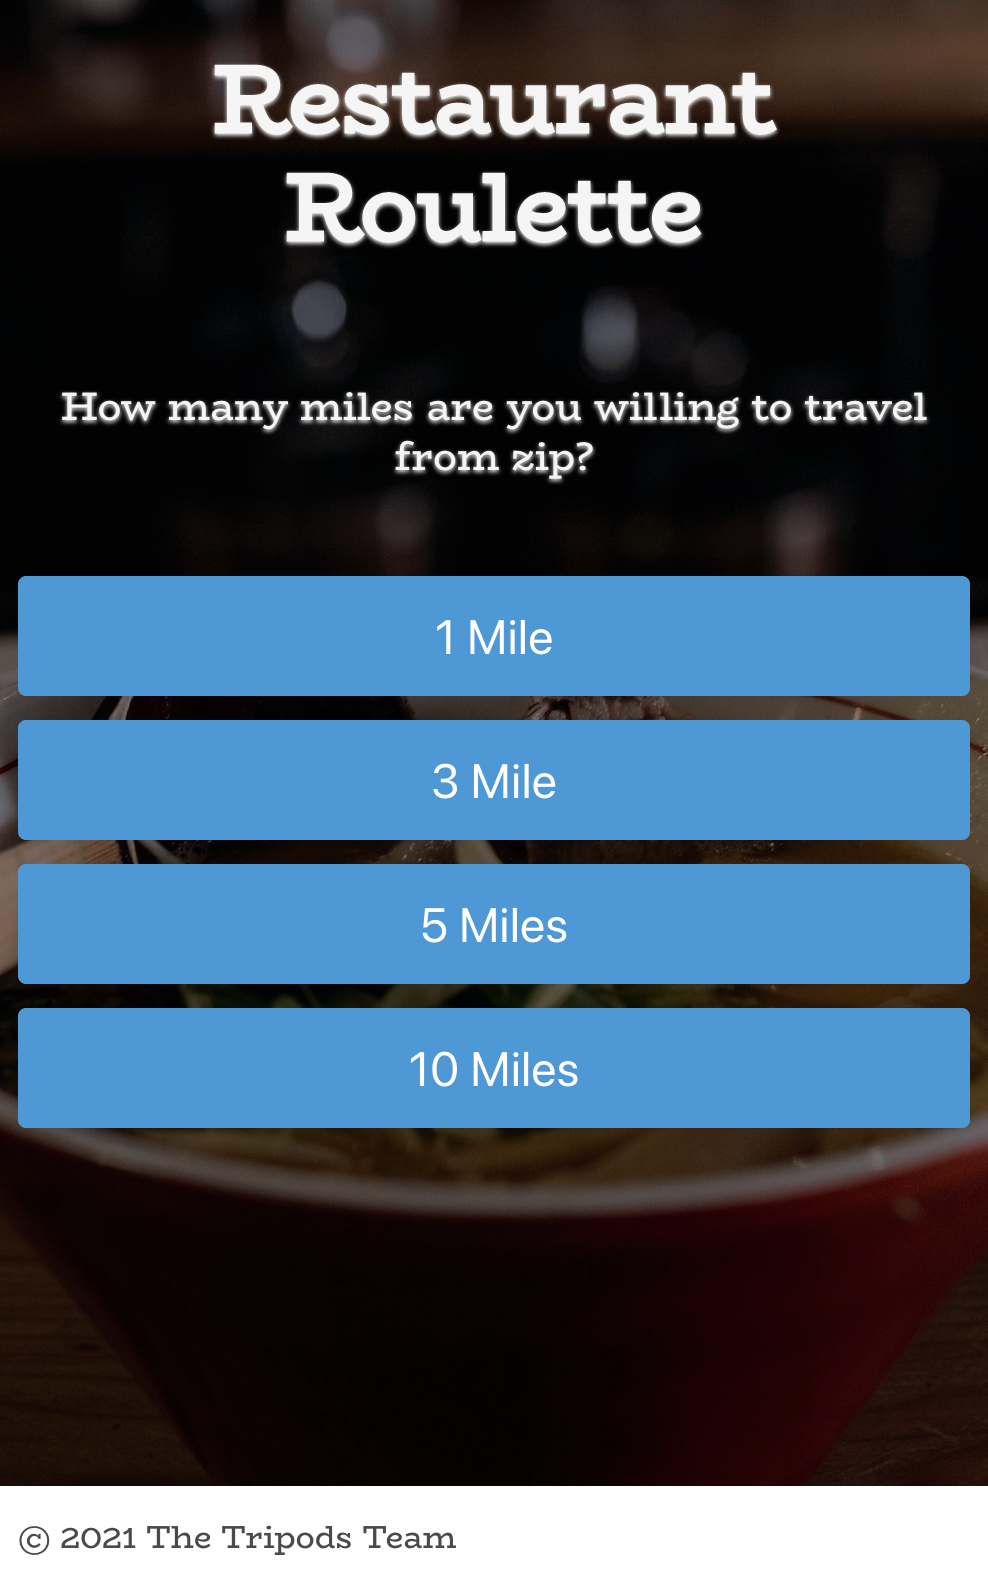 Restaurant
Roulette
How many miles are you willing to travel
from zip?
1 Mile
3 Mile
5 Miles
10 Miles
© 2021 The Tripods Team